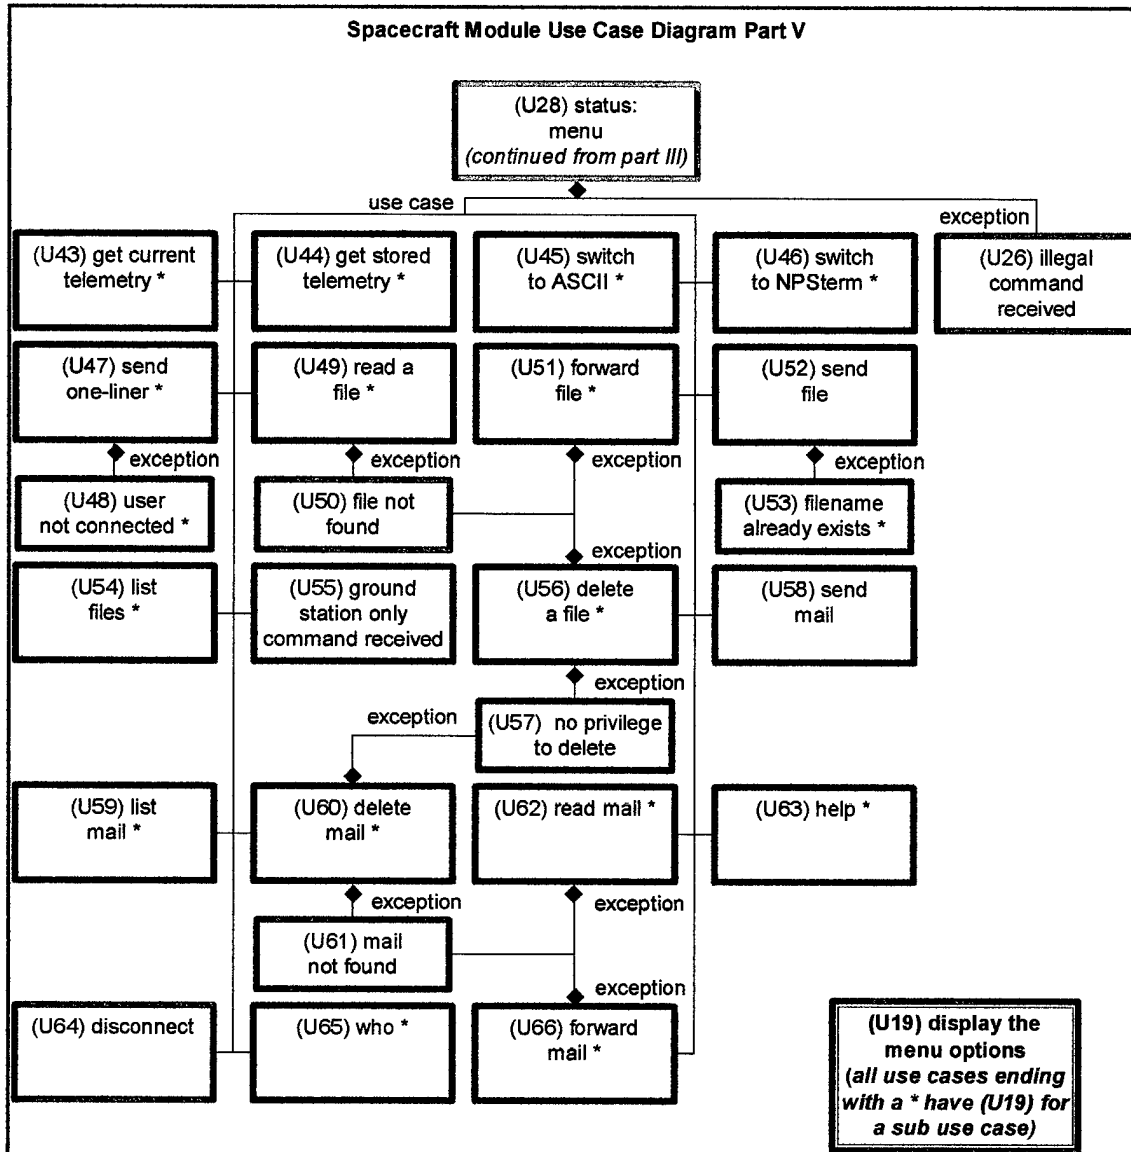 Spacecraft Module Use Case Diagram Part V
(U28) status:
menu
(continued from part III)
use case
exception
(U43) get current
telemetry *
(U44) get stored
telemetry *
(U45) switch
to ASCII *
(U46) switch
to NPSterm *
(U26) illegal
command
received
(U47) send
one-liner *
(U49) read a
file *
(U51) forward
file *
(U52) send
file
exception
exception
exception
exception
(U48) user
not connected *
(U50) file not
found
(U53) filename
already exists *
exception
(U54) list
files *
(U55) ground
station only
command received
(U56) delete
a file *
(U58) send
mail
exception
exception
(U57) no privilege
to delete
(U59) list
mail *
(U60) delete
mail *
(U62) read mail *
(U63) help *
exception
exception
(U61) mail
not found
exception
(U64) disconnect
(U65) who *
(U66) forward
mail *
(U19) display the
menu options
(all use cases ending
with a * have (U19) for
a sub use case)